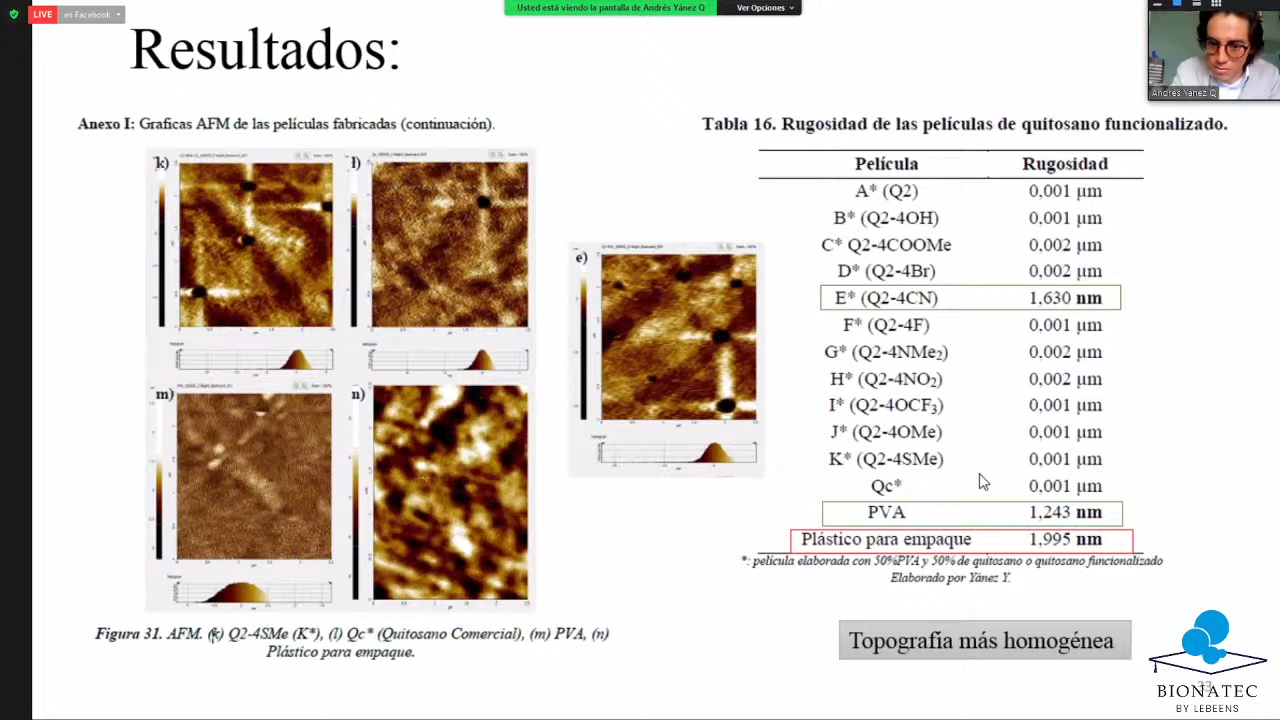 LIVE en Facebook
Usted está viendo la pantalla de Andrés Yánez Q
Ver Opciones
Andrés Yánez Q
Resultados:
Anexo I: Graficas AFM de las películas fabricadas (continuación).
k)
l)
m)
n)
e)
Figura 31. AFM. (k) Q2-4SMe (K*), (l) Qc* (Quitosano Comercial), (m) PVA, (n)
Plástico para empaque.
Tabla 16. Rugosidad de las películas de quitosano funcionalizado.
Película Rugosidad
A* (Q2) 0,001 μm
B* (Q2-4OH) 0,001 μm
C* Q2-4COOMe 0,002 μm
D* (Q2-4Br) 0,002 μm
E* (Q2-4CN) 1,630 nm
F* (Q2-4F) 0,001 μm
G* (Q2-4NMe₂) 0,002 μm
H* (Q2-4NO₂) 0,002 μm
I* (Q2-4OCF₃) 0,001 μm
J* (Q2-4OMe) 0,001 μm
K* (Q2-4SMe) 0,001 μm
Qc* 0,001 μm
PVA 1,243 nm
Plástico para empaque 1,995 nm
*: película elaborada con 50%PVA y 50% de quitosano o quitosano funcionalizado
Elaborado por Yánez Y.
Topografía más homogénea
BIONATEC
BY LEBEENS